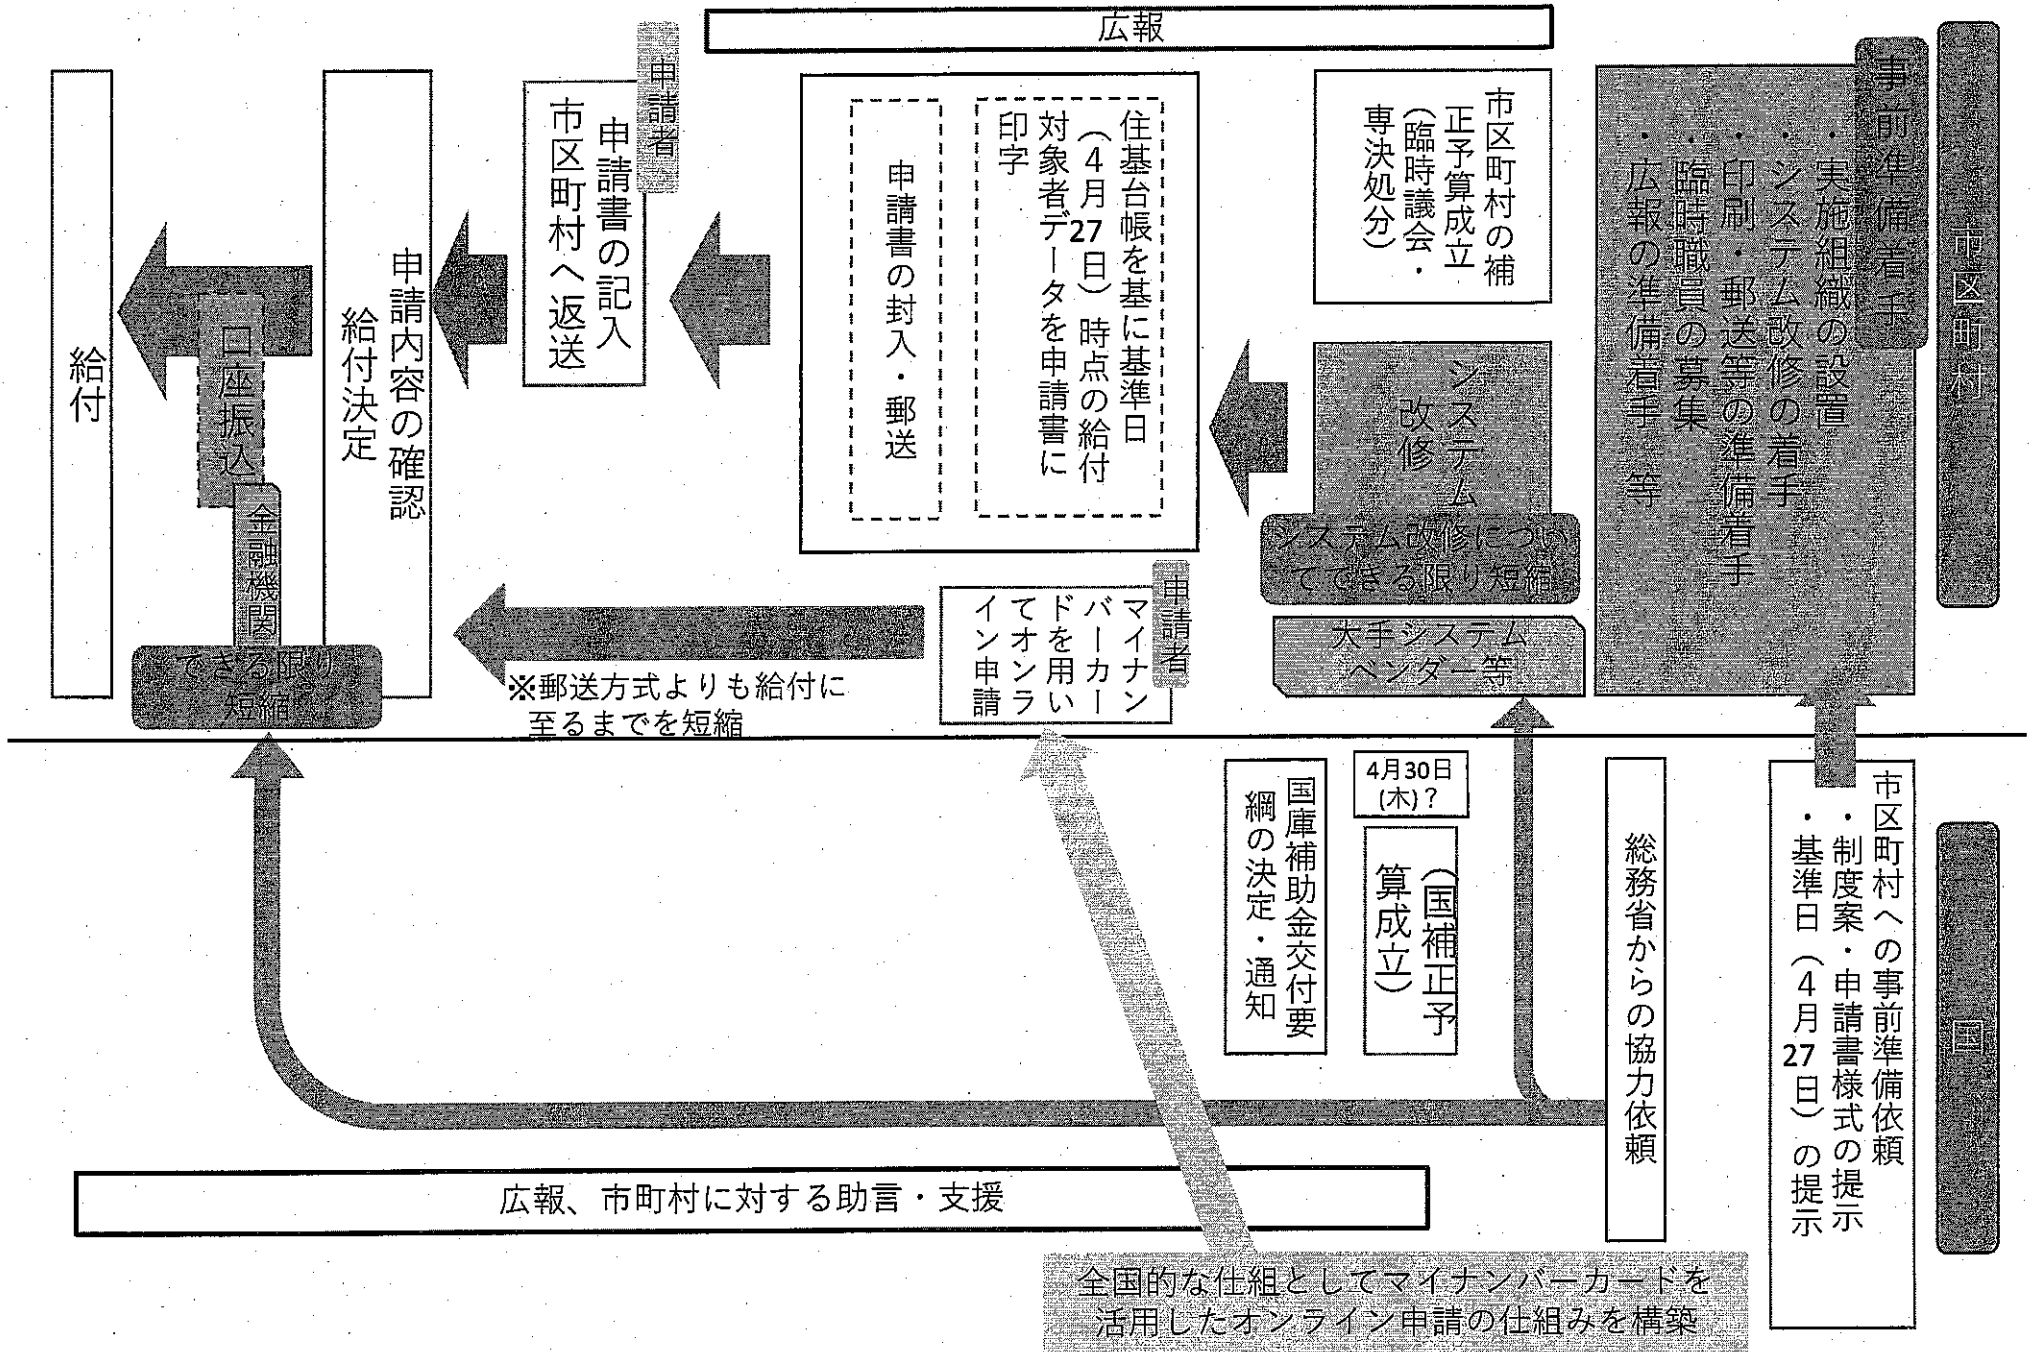 広報
市区町村
事前準備着手
・実施組織の設置
・システム改修の着手
・印刷・郵送等の準備着手
・臨時職員の募集
・広報の準備着手 等
市区町村の補
正予算成立
（臨時議会・
専決処分）
システム
改修
システム改修につい
てできる限り短縮
大手システム
ベンダー等
住基台帳を基に基準日
（4月27日）時点の給付
対象者データを申請書に
印字
申請書の封入・郵送
申請者
マイナン
バーカー
ドを用い
てオンラ
イン申請
※郵送方式よりも給付に
至るまでを短縮
申請者
申請書の記入
市区町村へ返送
申請内容の確認
給付決定
口座振込
金融機関
できる限り
短縮
給付
国
市区町村への事前準備依頼
・制度案・申請書様式の提示
・基準日（4月27日）の提示
総務省からの協力依頼
4月30日
(木)？
（国補正予
算成立）
国庫補助金交付要
綱の決定・通知
広報、市町村に対する助言・支援
全国的な仕組としてマイナンバーカードを
活用したオンライン申請の仕組みを構築